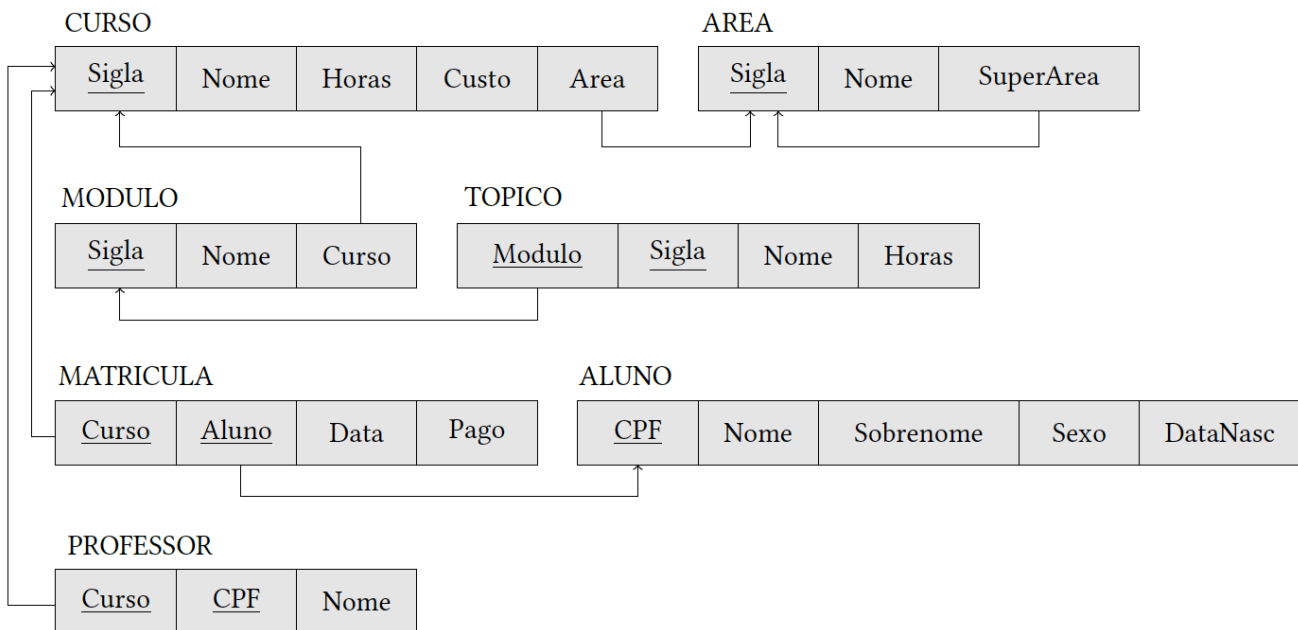 CURSO AREA
Sigla Nome Horas Custo Area Sigla Nome SuperArea
MODULO TOPICO
Sigla Nome Curso Modulo Sigla Nome Horas
MATRICULA ALUNO
Curso Aluno Data Pago CPF Nome Sobrenome Sexo DataNasc
PROFESSOR
Curso CPF Nome